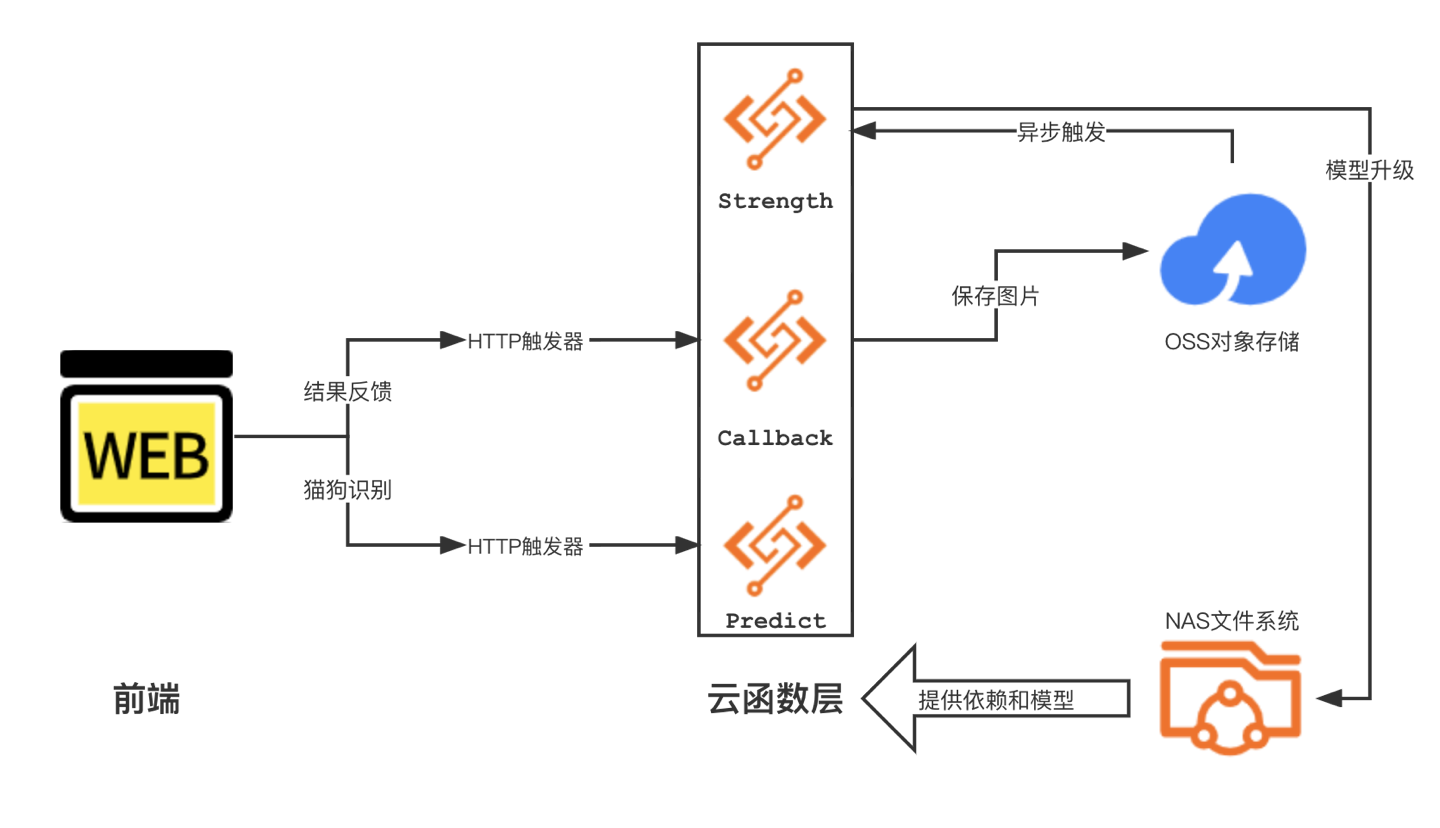 异步触发
模型升级
Strength
保存图片
HTTP触发器
OSS对象存储
结果反馈
Callback
WEB
猫狗识别
HTTP触发器
Predict
NAS文件系统
前端
云函数层
提供依赖和模型